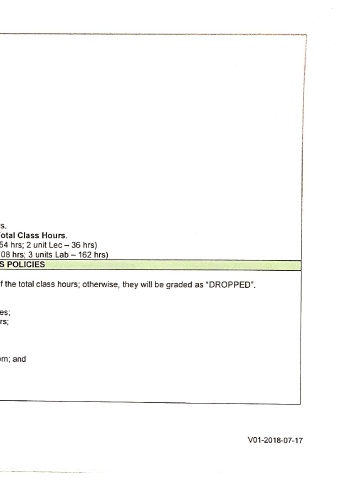 s.
otal Class Hours.
54 hrs; 2 unit Lec – 36 hrs)
08 hrs; 3 units Lab – 162 hrs)
S POLICIES
f the total class hours; otherwise, they will be graded as "DROPPED".
es;
rs;
om; and
V01-2018-07-17